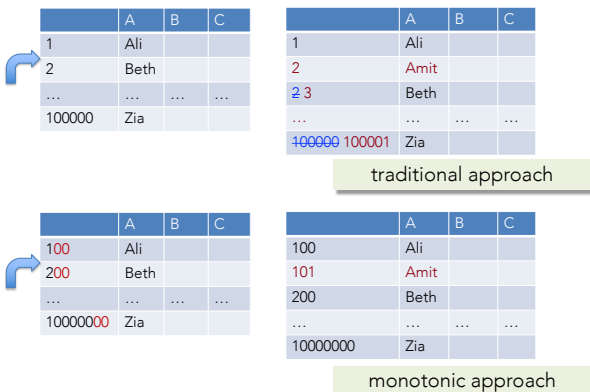 A B C
1 Ali
2 Beth
… … … …
100000 Zia
A B C
1 Ali
2 Amit
2 3 Beth
… … … …
100000 100001 Zia
traditional approach
A B C
100 Ali
200 Beth
… … … …
10000000 Zia
A B C
100 Ali
101 Amit
200 Beth
… … … …
10000000 Zia
monotonic approach